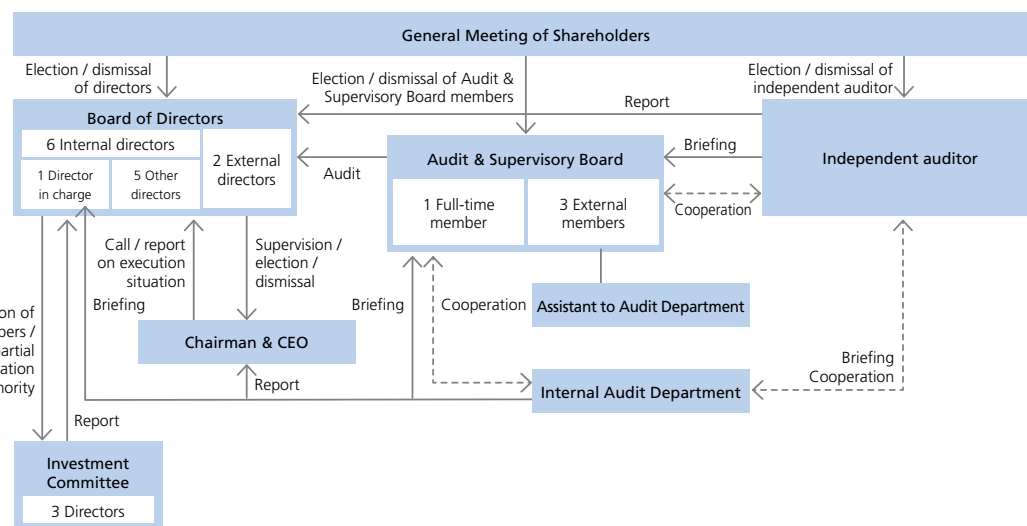 General Meeting of Shareholders
Election / dismissal
of directors
Election / dismissal of Audit &
Supervisory Board members
Election / dismissal of
independent auditor
Report
Board of Directors
6 Internal directors
1 Director
in charge
5 Other
directors
2 External
directors
Audit
Audit & Supervisory Board
1 Full-time
member
3 External
members
Briefing
Cooperation
Independent auditor
Call / report
on execution
situation
Supervision /
election /
dismissal
Briefing
Briefing
Cooperation
Assistant to Audit Department
Chairman & CEO
Report
Internal Audit Department
Briefing
Cooperation
of
/
Report
Investment
Committee
3 Directors